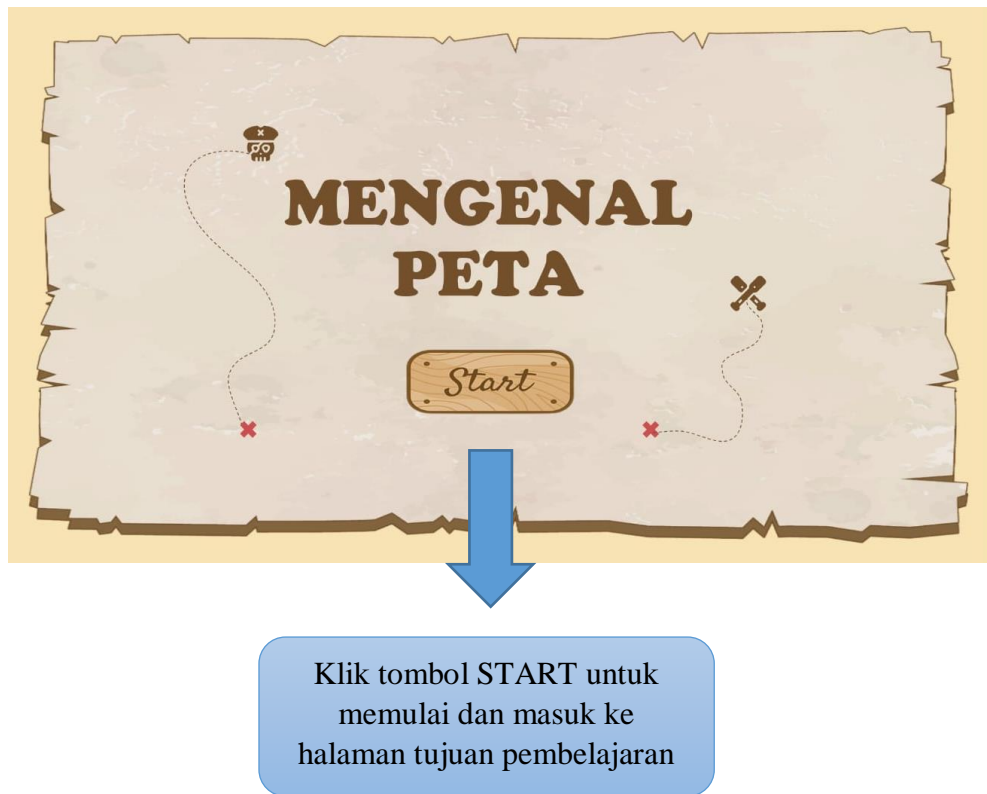 MENGENAL
PETA
Start
Klik tombol START untuk
memulai dan masuk ke
halaman tujuan pembelajaran